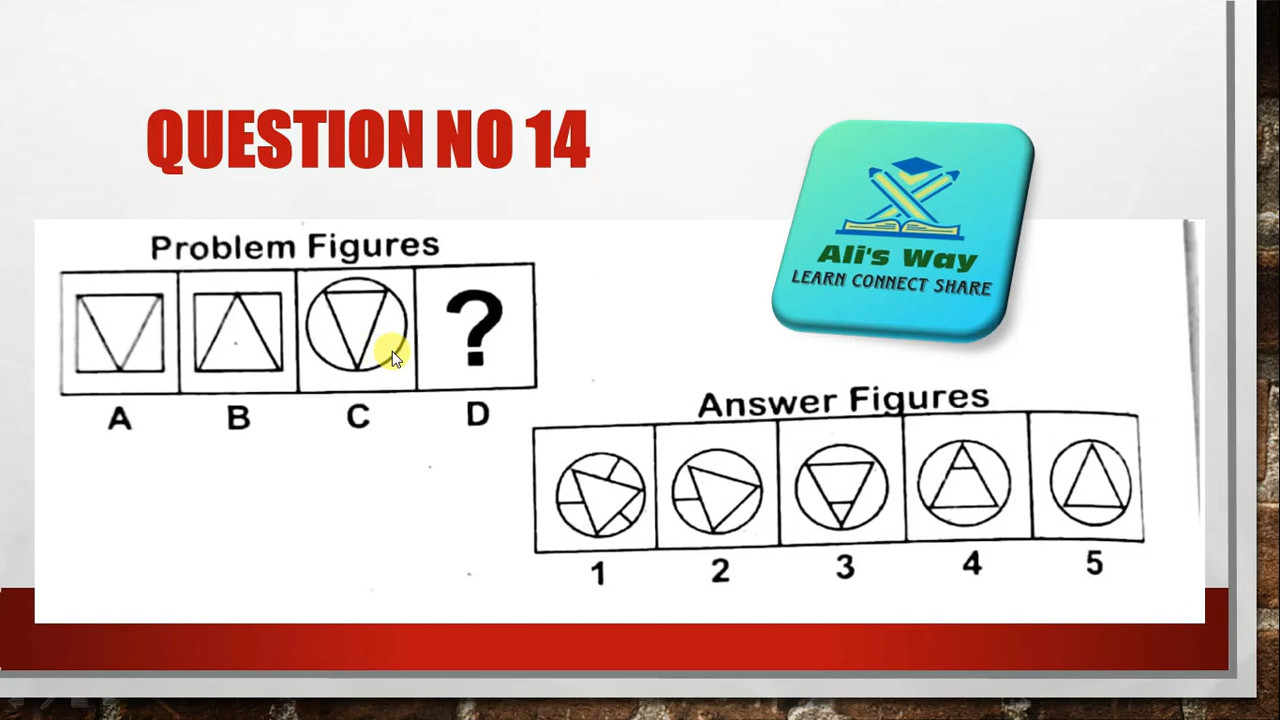 QUESTION NO 14
Ali's Way
LEARN CONNECT SHARE
Problem Figures
?
A B C D
Answer Figures
1 2 3 4 5